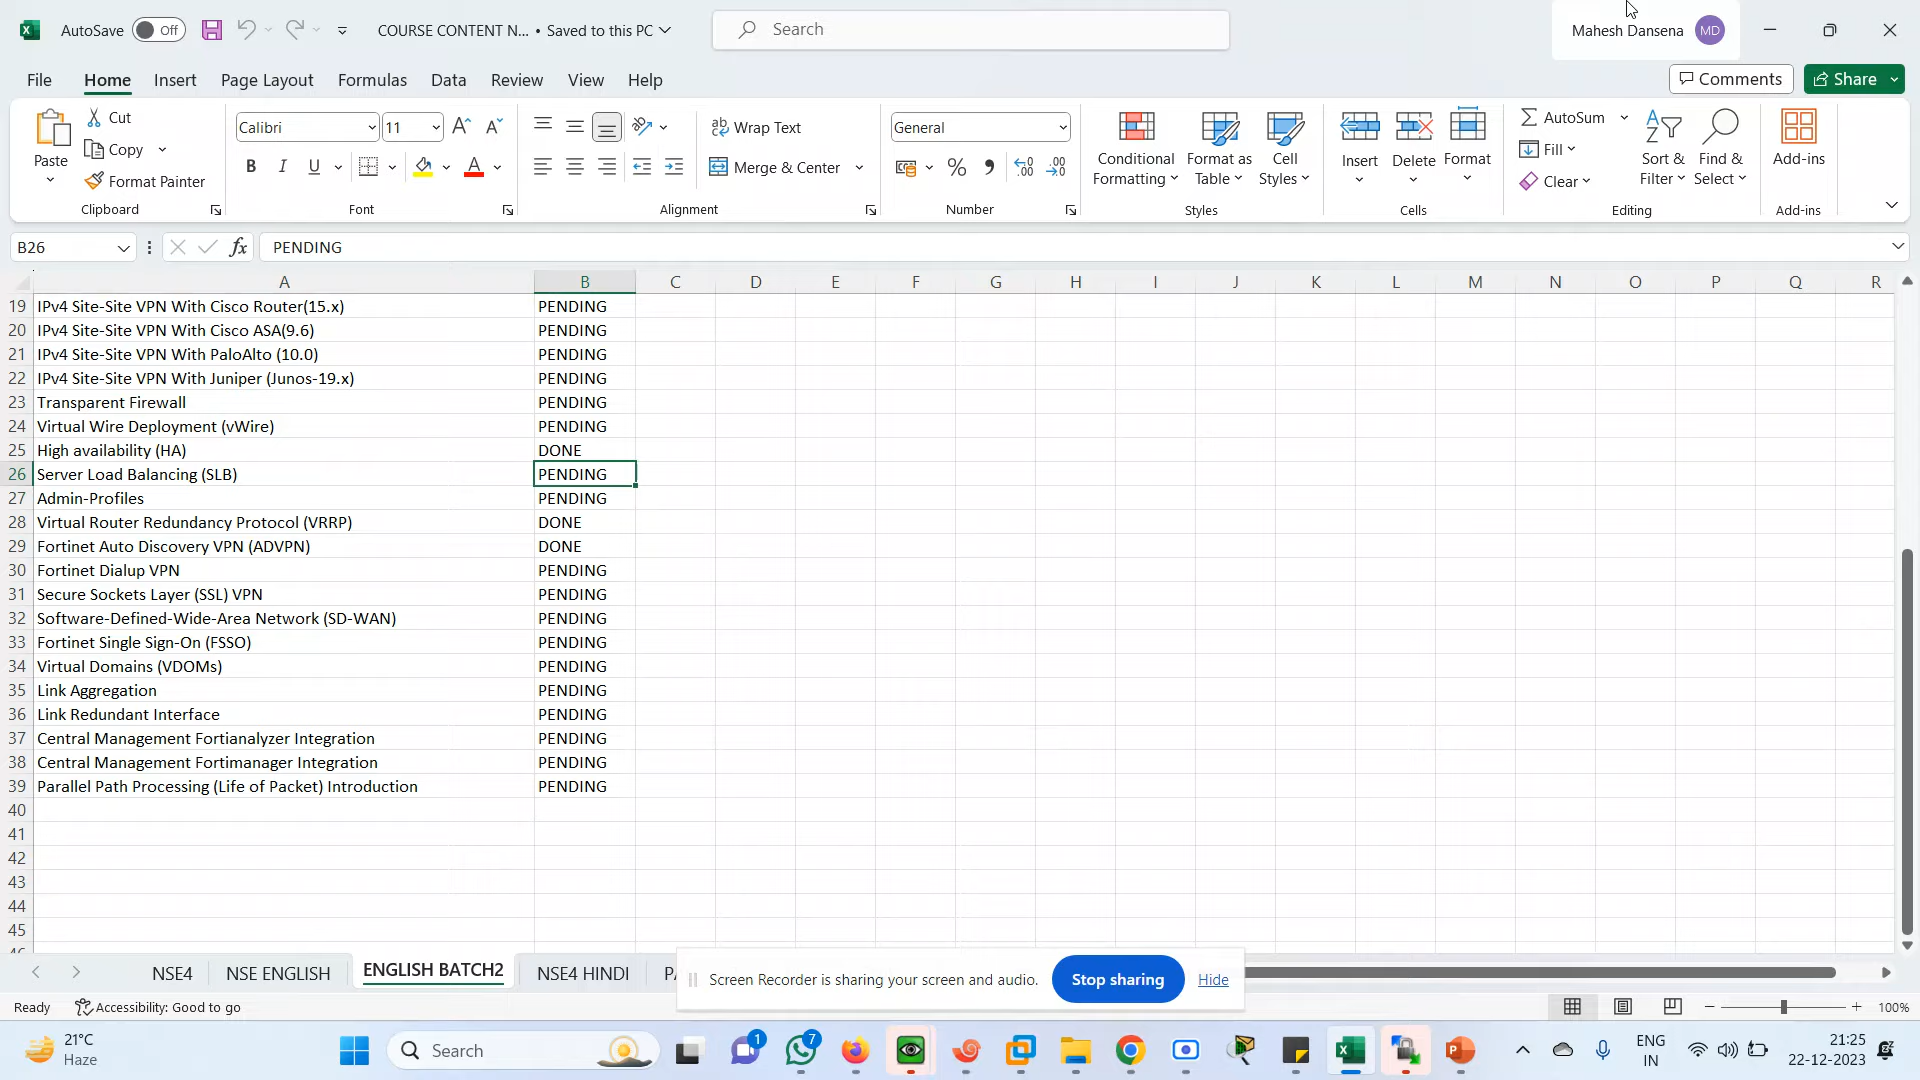 AutoSave Off COURSE CONTENT N... • Saved to this PC Search Mahesh Dansena MD
File Home Insert Page Layout Formulas Data Review View Help Comments Share
Paste Cut Copy Format Painter Clipboard
Calibri 11 B I U A Font
Wrap Text Merge & Center Alignment
General % Number
Conditional Formatting Format as Table Cell Styles Styles
Insert Delete Format Cells
AutoSum Fill Clear Sort & Filter Find & Select Editing
Add-ins Add-ins
B26 fx PENDING
A B C D E F G H I J K L M N O P Q R
19 IPv4 Site-Site VPN With Cisco Router(15.x) PENDING
20 IPv4 Site-Site VPN With Cisco ASA(9.6) PENDING
21 IPv4 Site-Site VPN With PaloAlto (10.0) PENDING
22 IPv4 Site-Site VPN With Juniper (Junos-19.x) PENDING
23 Transparent Firewall PENDING
24 Virtual Wire Deployment (vWire) PENDING
25 High availability (HA) DONE
26 Server Load Balancing (SLB) PENDING
27 Admin-Profiles PENDING
28 Virtual Router Redundancy Protocol (VRRP) DONE
29 Fortinet Auto Discovery VPN (ADVPN) DONE
30 Fortinet Dialup VPN PENDING
31 Secure Sockets Layer (SSL) VPN PENDING
32 Software-Defined-Wide-Area Network (SD-WAN) PENDING
33 Fortinet Single Sign-On (FSSO) PENDING
34 Virtual Domains (VDOMs) PENDING
35 Link Aggregation PENDING
36 Link Redundant Interface PENDING
37 Central Management Fortianalyzer Integration PENDING
38 Central Management Fortimanager Integration PENDING
39 Parallel Path Processing (Life of Packet) Introduction PENDING
40
41
42
43
44
45
NSE4 NSE ENGLISH ENGLISH BATCH2 NSE4 HINDI
Screen Recorder is sharing your screen and audio. Stop sharing Hide
Ready Accessibility: Good to go 100%
21°C Haze Search 1 7 ENG IN 21:25 22-12-2023